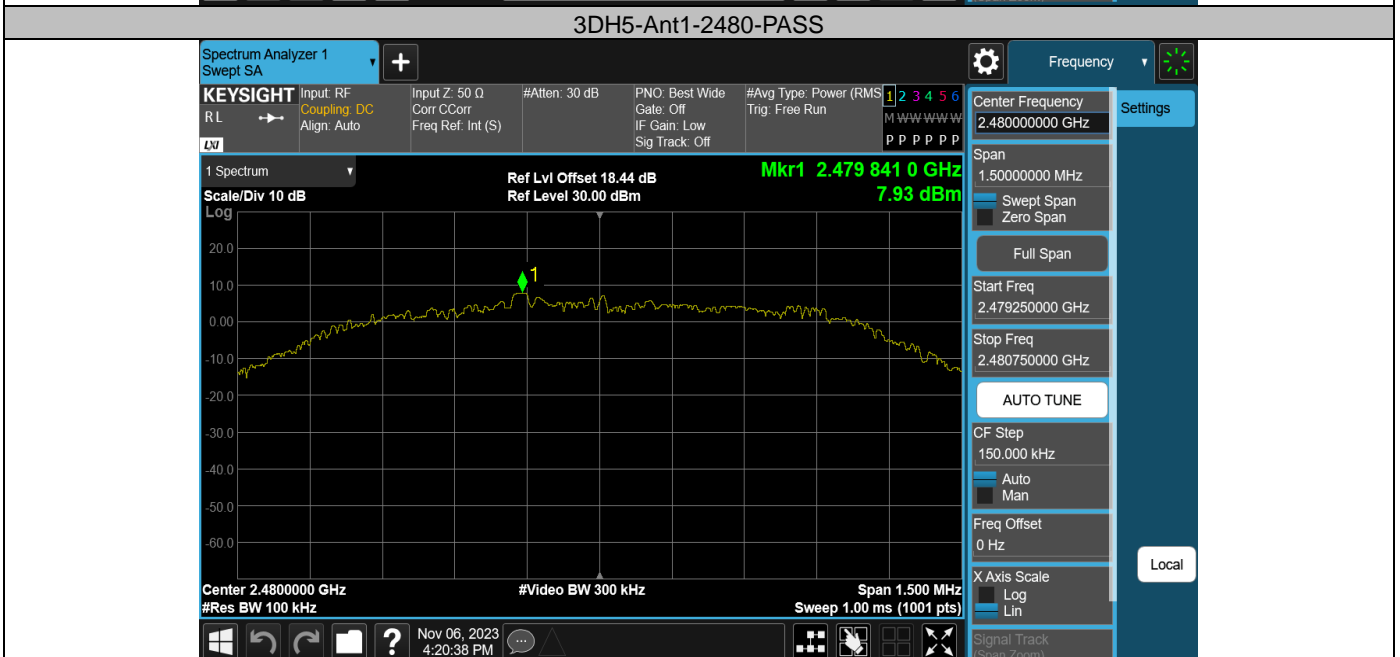 3DH5-Ant1-2480-PASS
Spectrum Analyzer 1
Swept SA
Frequency
KEYSIGHT
RL
LXI
Input: RF
Coupling: DC
Align: Auto
Input Z: 50 Ω
Corr CCorr
Freq Ref: Int (S)
#Atten: 30 dB
PNO: Best Wide
Gate: Off
IF Gain: Low
Sig Track: Off
#Avg Type: Power (RMS
Trig: Free Run
1 2 3 4 5 6
M W W W W W
P P P P P P
Center Frequency
2.480000000 GHz
Settings
Span
1.50000000 MHz
Swept Span
Zero Span
Full Span
Start Freq
2.479250000 GHz
Stop Freq
2.480750000 GHz
AUTO TUNE
CF Step
150.000 kHz
Auto
Man
Freq Offset
0 Hz
X Axis Scale
Log
Lin
Signal Track
(Span Zoom)
Local
1 Spectrum
Scale/Div 10 dB
Log
Ref Lvl Offset 18.44 dB
Ref Level 30.00 dBm
Mkr1 2.479 841 0 GHz
7.93 dBm
1
20.0
10.0
0.00
-10.0
-20.0
-30.0
-40.0
-50.0
-60.0
Center 2.4800000 GHz
#Res BW 100 kHz
#Video BW 300 kHz
Span 1.500 MHz
Sweep 1.00 ms (1001 pts)
?
Nov 06, 2023
4:20:38 PM